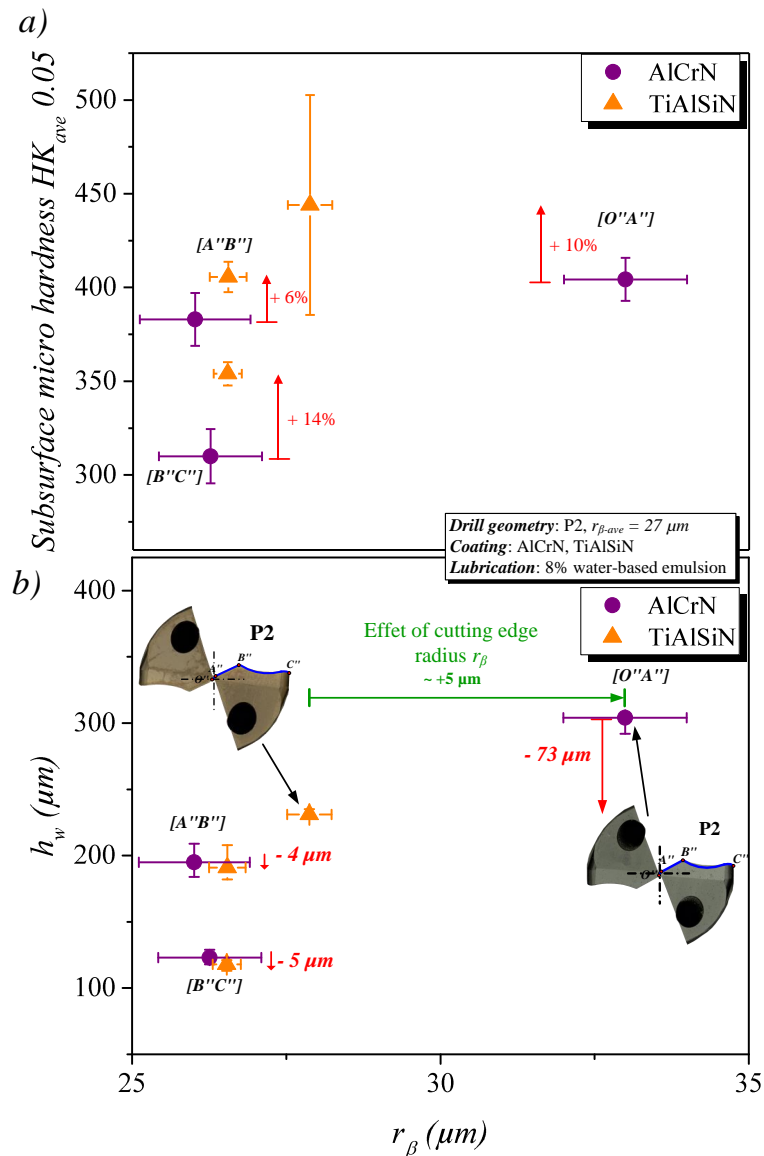 a)
Subsurface micro hardness HK_ave 0.05
500
450
400
350
300
AlCrN
TiAlSiN
[A"B"]
[O"A"]
+ 10%
+ 6%
+ 14%
[B"C"]
Drill geometry: P2, r_β-ave = 27 µm
Coating: AlCrN, TiAlSiN
Lubrication: 8% water-based emulsion
b)
h_w (µm)
400
300
200
100
AlCrN
TiAlSiN
P2
A"
B"
C"
O"
Effet of cutting edge
radius r_β
~ +5 µm
[O"A"]
- 73 µm
[A"B"]
- 4 µm
[B"C"]
- 5 µm
P2
A"
B"
C"
O"
25
30
35
r_β (µm)